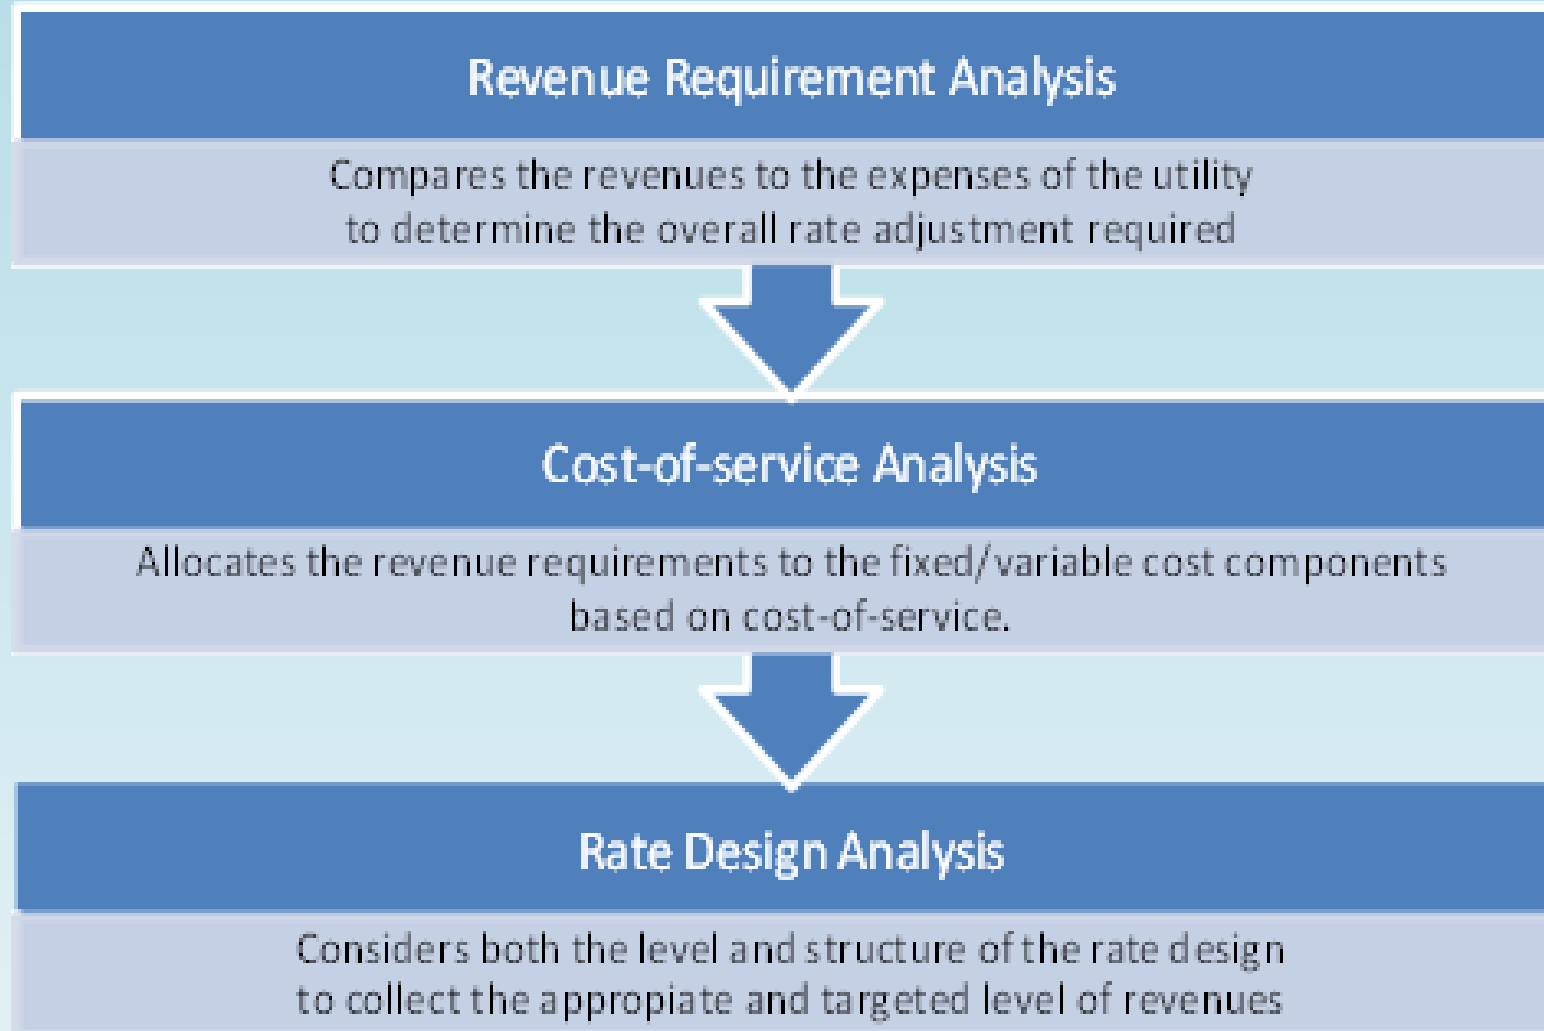 Revenue Requirement Analysis
Compares the revenues to the expenses of the utility
to determine the overall rate adjustment required
Cost-of-service Analysis
Allocates the revenue requirements to the fixed/variable cost components
based on cost-of-service.
Rate Design Analysis
Considers both the level and structure of the rate design
to collect the appropiate and targeted level of revenues